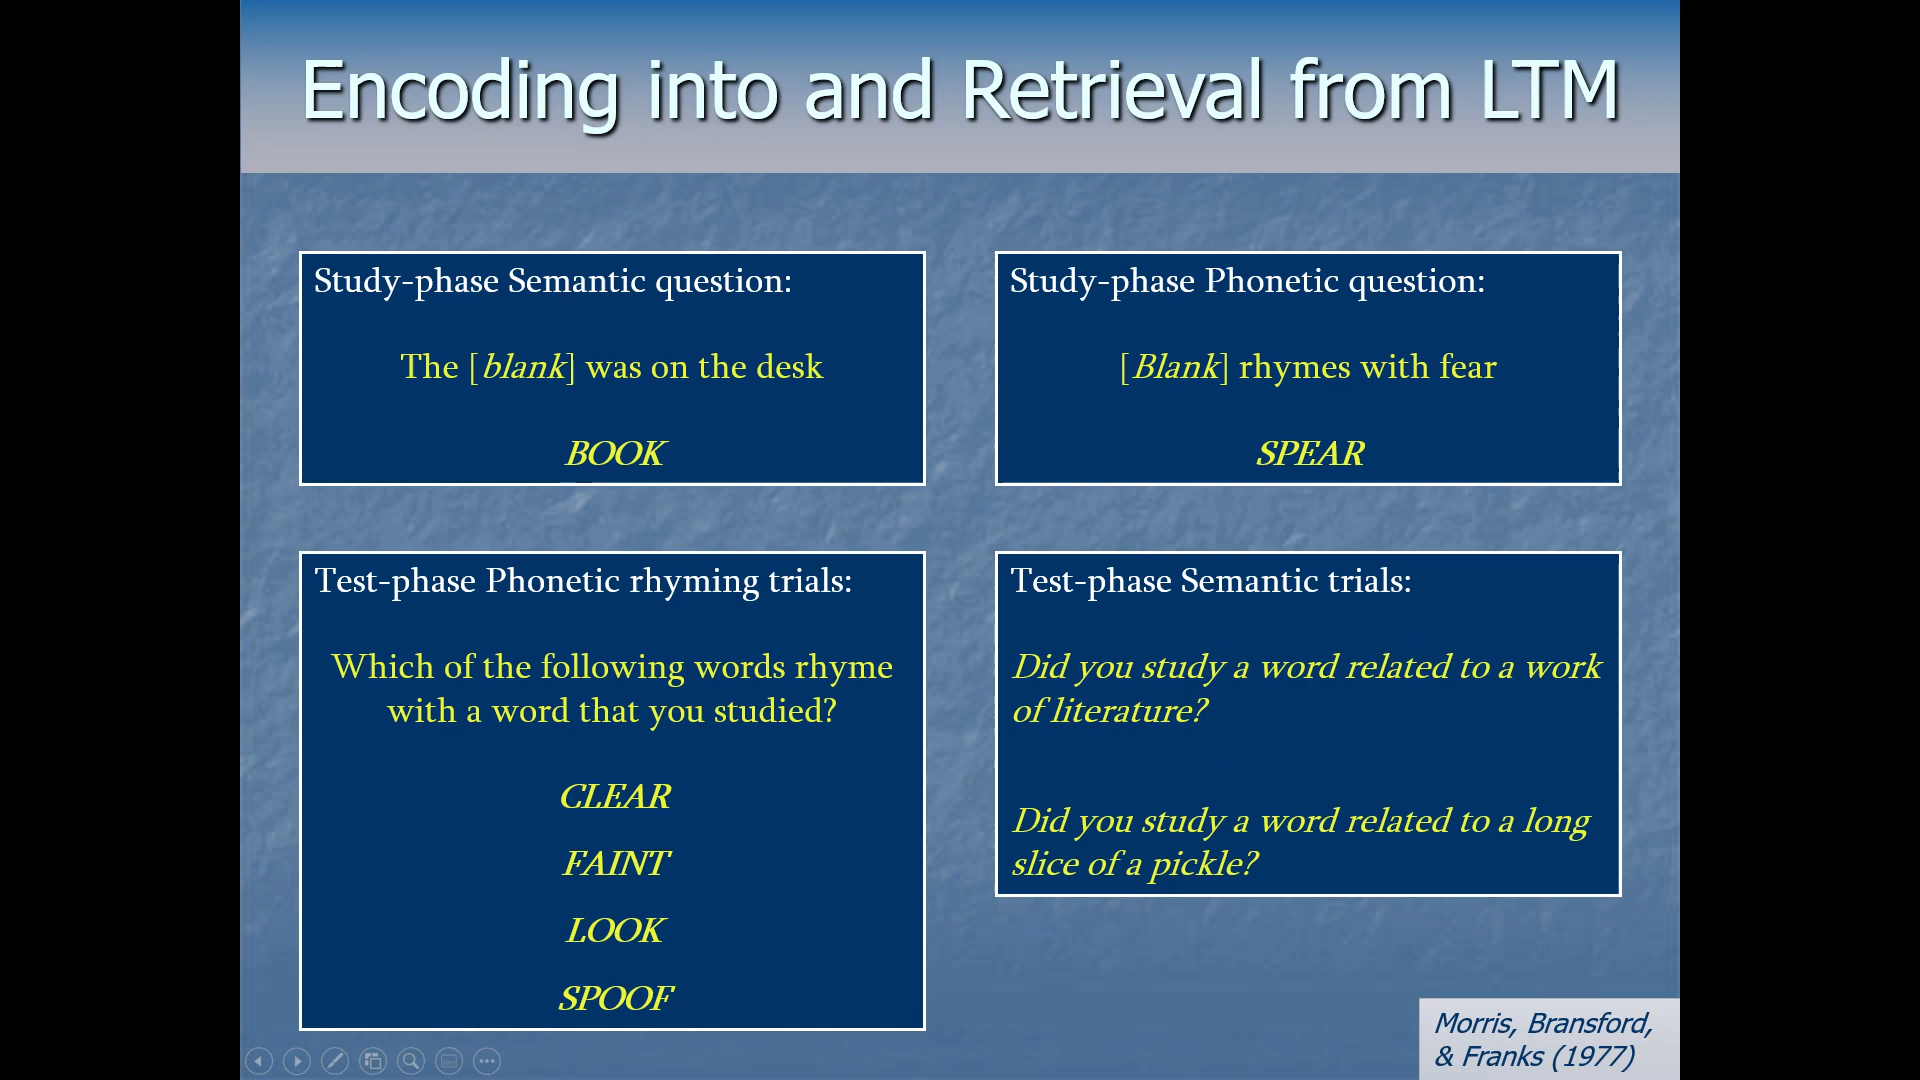 Encoding into and Retrieval from LTM
Study-phase Semantic question:
The [blank] was on the desk
BOOK
Study-phase Phonetic question:
[Blank] rhymes with fear
SPEAR
Test-phase Phonetic rhyming trials:
Which of the following words rhyme
with a word that you studied?
CLEAR
FAINT
LOOK
SPOOF
Test-phase Semantic trials:
Did you study a word related to a work
of literature?
Did you study a word related to a long
slice of a pickle?
Morris, Bransford,
& Franks (1977)